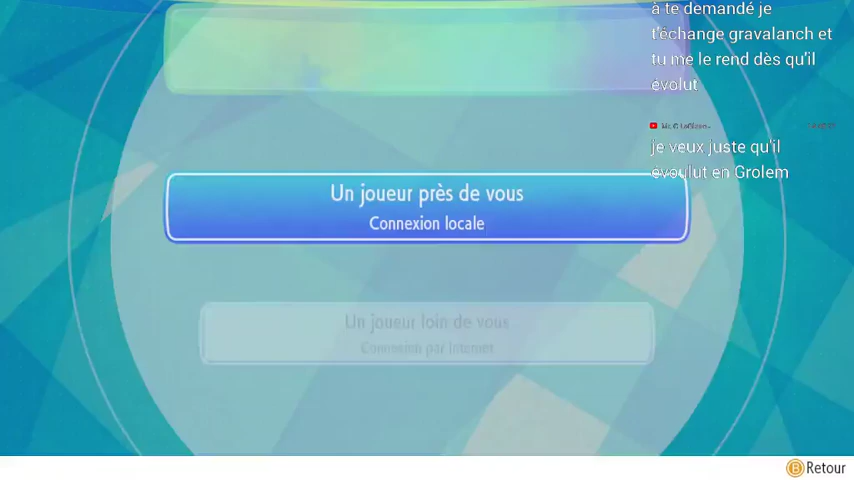 à te demandé je
t'échange gravalanch et
tu me le rend dès qu'il
évolut
je veux juste qu'il
évoulut en Grolem
Un joueur près de vous
Connexion locale
Un joueur loin de vous
Connexion par Internet
B Retour